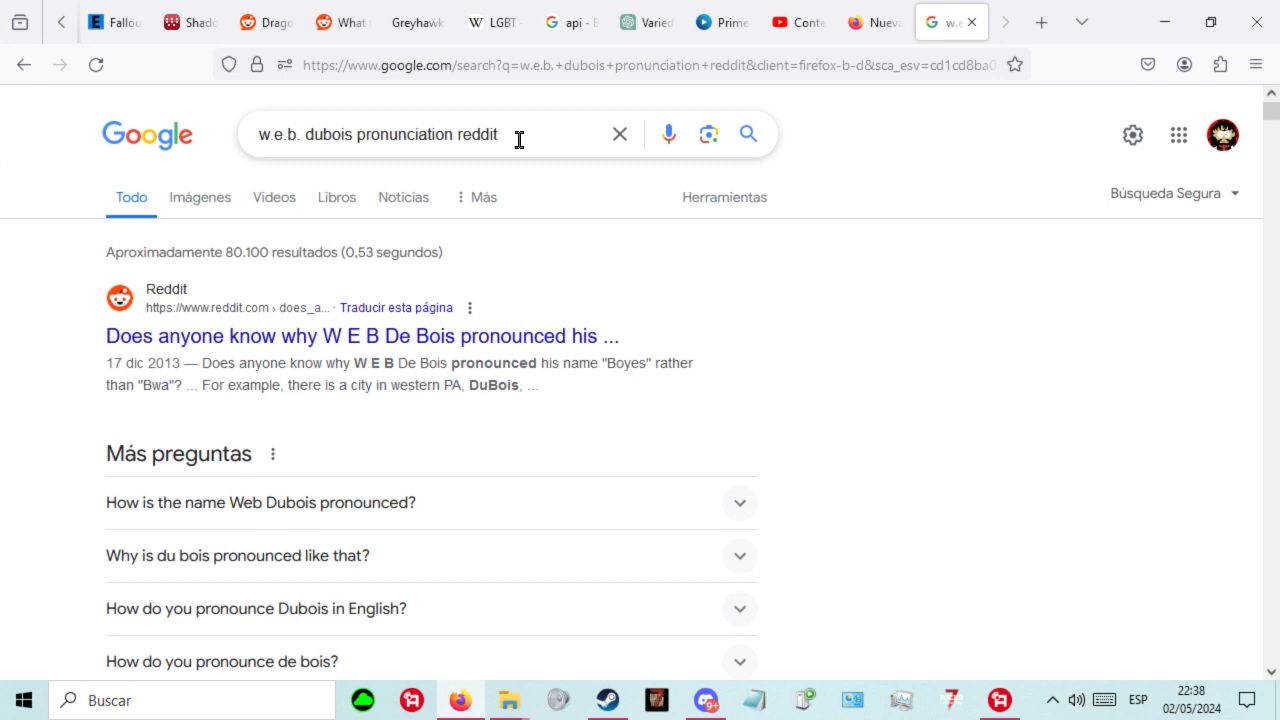 Fallou
Shado
Drago
What
Greyhawk
LGBT
api - B
Varied
Prime
Conte
Nueva
w.e
https://www.google.com/search?q=w.e.b.+dubois+pronunciation+reddit&client=firefox-b-d&sca_esv=cd1cd8ba0
Google
w.e.b. dubois pronunciation reddit
Todo
Imágenes
Videos
Libros
Noticias
Más
Herramientas
Búsqueda Segura
Aproximadamente 80.100 resultados (0,53 segundos)
Reddit
https://www.reddit.com › does_a... · Traducir esta página
Does anyone know why W E B De Bois pronounced his ...
17 dic 2013 — Does anyone know why W E B De Bois pronounced his name "Boyes" rather
than "Bwa"? ... For example, there is a city in western PA, DuBois, ...
Más preguntas
How is the name Web Dubois pronounced?
Why is du bois pronounced like that?
How do you pronounce Dubois in English?
How do you pronounce de bois?
Buscar
9+
ESP
22:38
02/05/2024